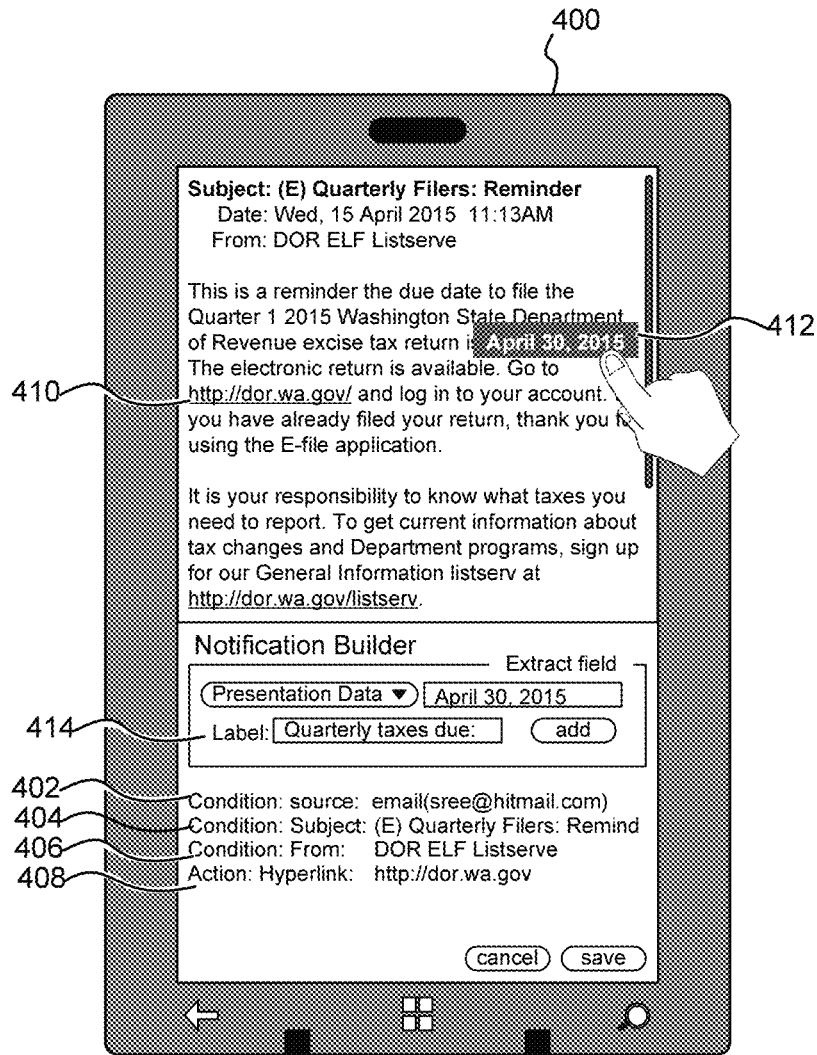 400
Subject: (E) Quarterly Filers: Reminder
Date: Wed, 15 April 2015 11:13AM
From: DOR ELF Listserve
This is a reminder the due date to file the
Quarter 1 2015 Washington State Department
of Revenue excise tax return i April 30, 2015
412
The electronic return is available. Go to
410
http://dor.wa.gov/ and log in to your account.
you have already filed your return, thank you f
using the E-file application.
It is your responsibility to know what taxes you
need to report. To get current information about
tax changes and Department programs, sign up
for our General Information listserv at
http://dor.wa.gov/listserv.
Notification Builder
Extract field
Presentation Data ▼ April 30, 2015
414
Label: Quarterly taxes due: add
402
Condition: source: email(sree@hitmail.com)
404
Condition: Subject: (E) Quarterly Filers: Remind
406
Condition: From: DOR ELF Listserve
408
Action: Hyperlink: http://dor.wa.gov
cancel save